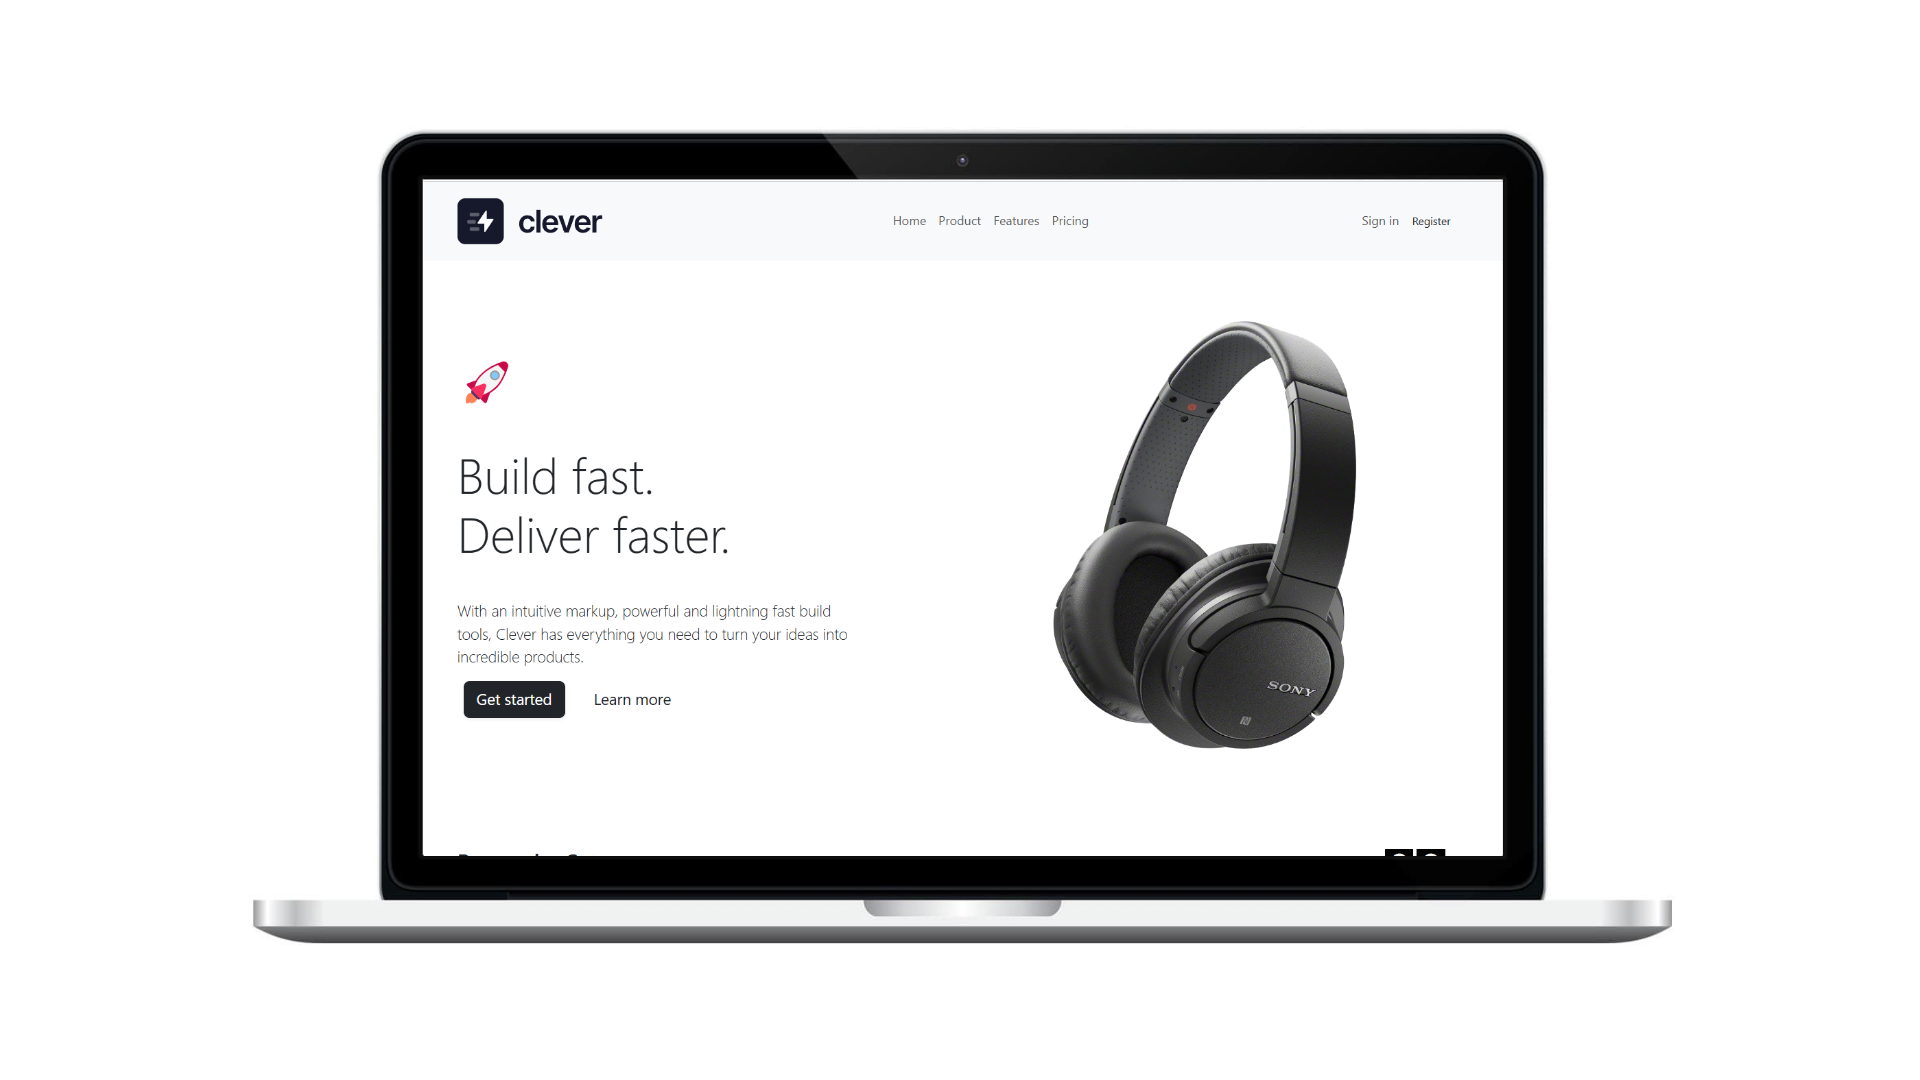 clever
Home Product Features Pricing
Sign in Register
Build fast.
Deliver faster.
With an intuitive markup, powerful and lightning fast build
tools, Clever has everything you need to turn your ideas into
incredible products.
Get started Learn more
SONY